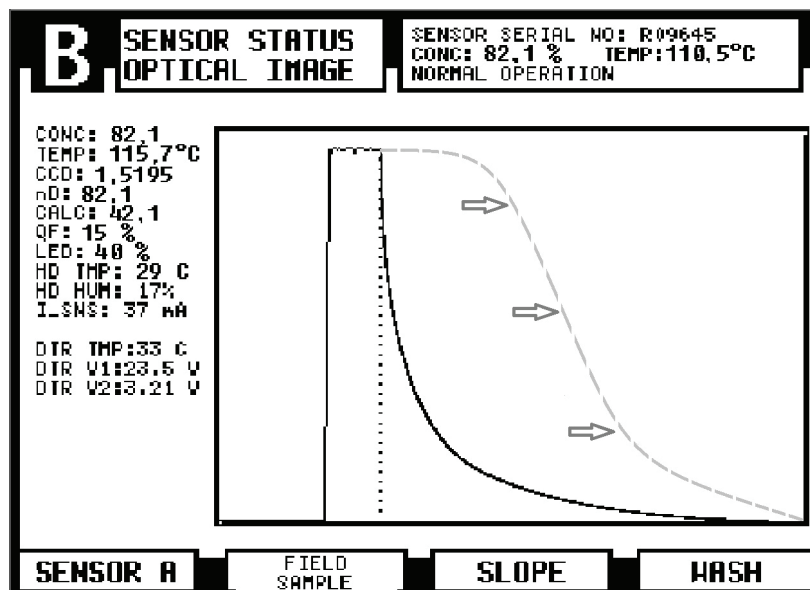 B
SENSOR STATUS
OPTICAL IMAGE
SENSOR SERIAL NO: R09645
CONC: 82,1 % TEMP:110,5°C
NORMAL OPERATION
CONC: 82,1
TEMP: 115,7°C
CCD: 1,5195
nD: 82,1
CALC: 42,1
QF: 15 %
LED: 40 %
HD TMP: 29 C
HD HUM: 17%
I_SNS: 37 mA
DTR TMP:33 C
DTR V1:23.5 V
DTR V2:3.21 V
SENSOR A
FIELD
SAMPLE
SLOPE
WASH